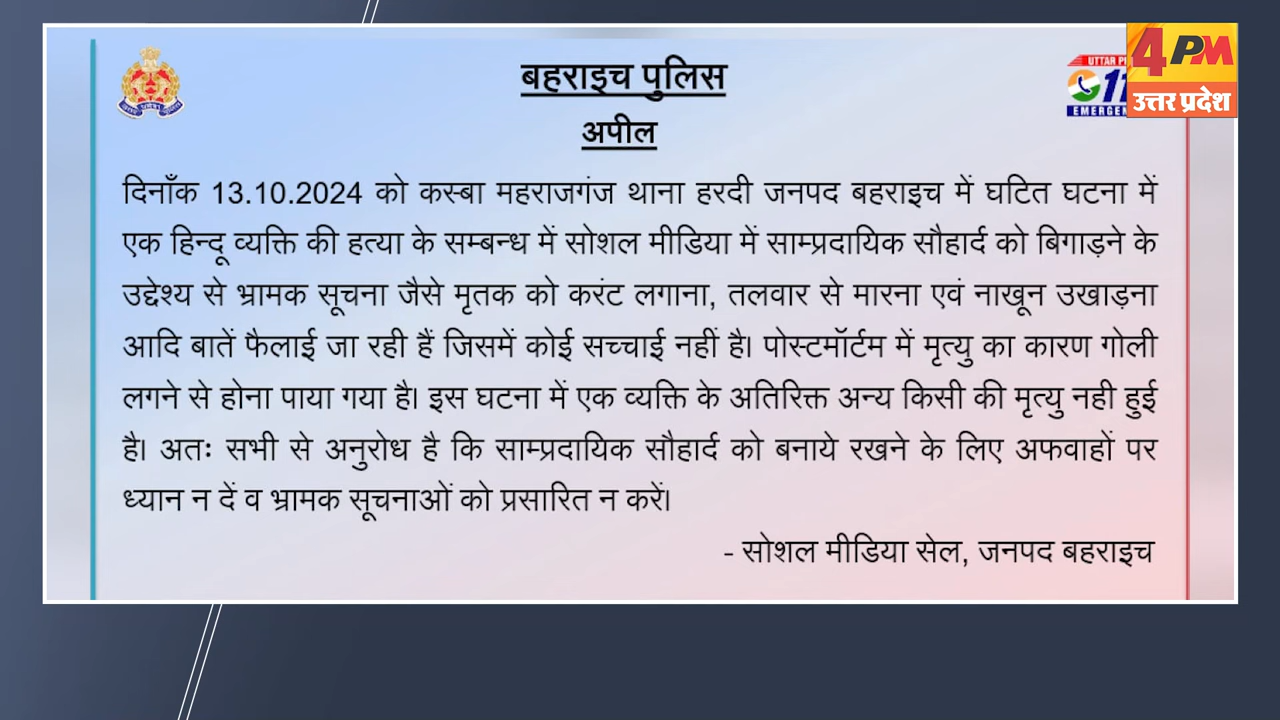 बहराइच पुलिस
अपील
UTTAR
4PM
उत्तर प्रदेश
EMERGEN
दिनाँक 13.10.2024 को कस्बा महराजगंज थाना हरदी जनपद बहराइच में घटित घटना में
एक हिन्दू व्यक्ति की हत्या के सम्बन्ध में सोशल मीडिया में साम्प्रदायिक सौहार्द को बिगाड़ने के
उद्देश्य से भ्रामक सूचना जैसे मृतक को करंट लगाना, तलवार से मारना एवं नाखून उखाड़ना
आदि बातें फैलाई जा रही हैं जिसमें कोई सच्चाई नहीं है। पोस्टमॉर्टम में मृत्यु का कारण गोली
लगने से होना पाया गया है। इस घटना में एक व्यक्ति के अतिरिक्त अन्य किसी की मृत्यु नही हुई
है। अतः सभी से अनुरोध है कि साम्प्रदायिक सौहार्द को बनाये रखने के लिए अफवाहों पर
ध्यान न दें व भ्रामक सूचनाओं को प्रसारित न करें।
- सोशल मीडिया सेल, जनपद बहराइच